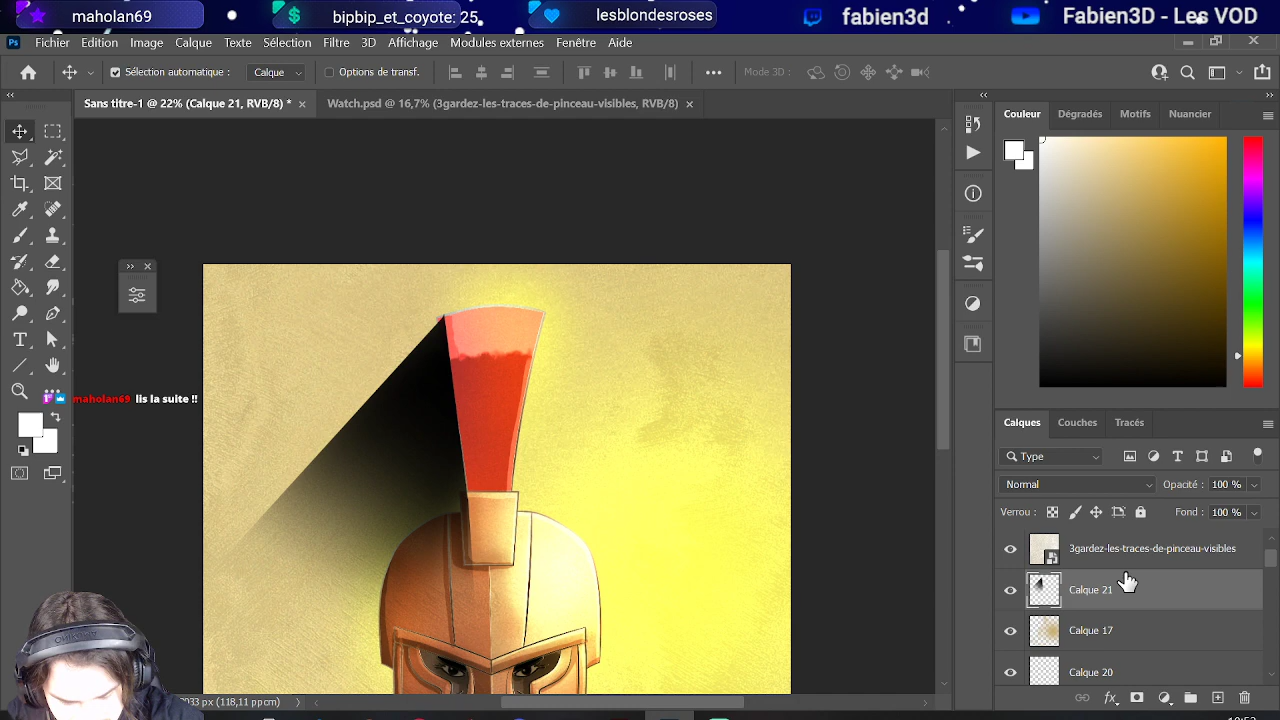 maholan69
bipbip_et_coyote: 25
lesblondesroses
fabien3d
Fabien3D - Les VOD
Ps
Fichier
Edition
Image
Calque
Texte
Sélection
Filtre
3D
Affichage
Modules externes
Fenêtre
Aide
Sélection automatique :
Calque
Options de transf.
Mode 3D :
Sans titre-1 @ 22% (Calque 21, RVB/8) *
Watch.psd @ 16,7% (3gardez-les-traces-de-pinceau-visibles, RVB/8)
Couleur
Dégradés
Motifs
Nuancier
maholan69 lis la suite !!
Calques
Couches
Tracés
Type
Normal
Opacité : 100 %
Verrou :
Fond : 100 %
3gardez-les-traces-de-pinceau-visibles
Calque 21
Calque 17
Calque 20
px (118,11 ppcm)